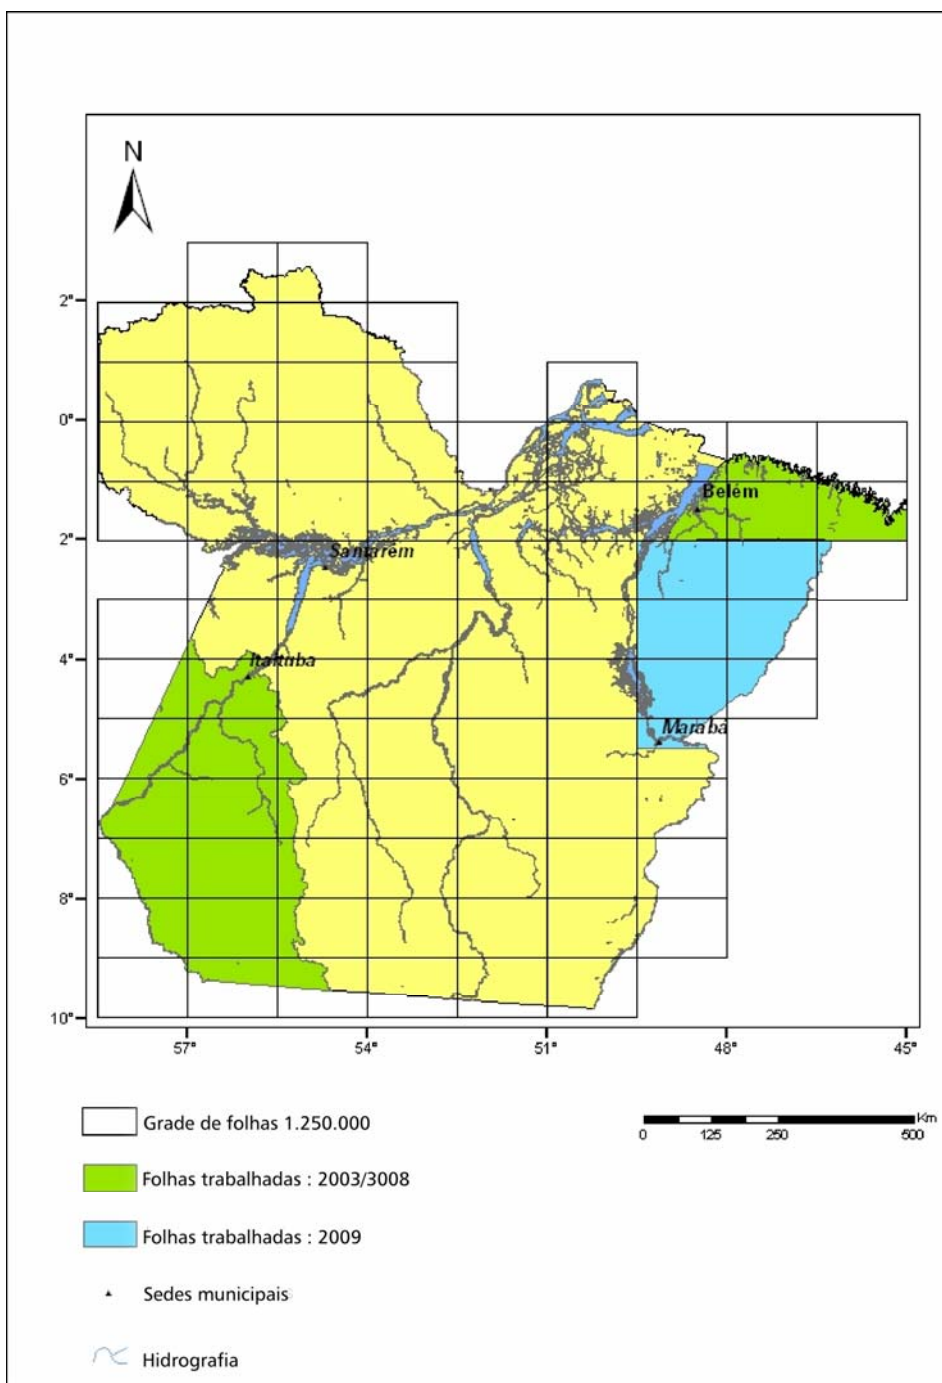 N
2°
0°
Belém
2°
Santarém
4°
Itaituba
Marabá
6°
8°
10°
57° 54° 51° 48° 45°
Grade de folhas 1.250.000
Km
0 125 250 500
Folhas trabalhadas : 2003/3008
Folhas trabalhadas : 2009
Sedes municipais
Hidrografia